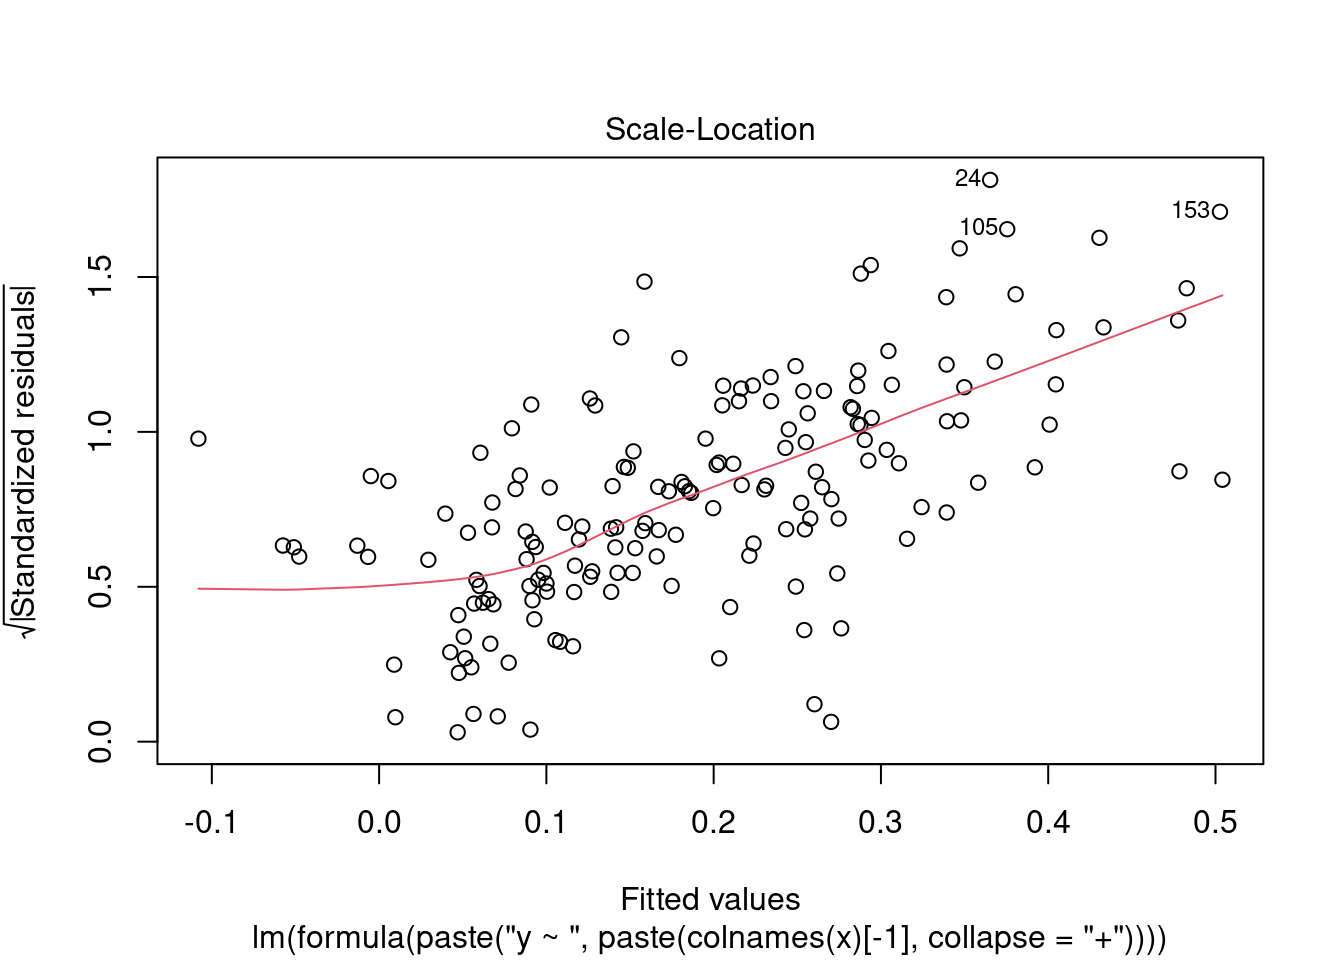 Scale-Location
24
153
105
√|Standardized residuals|
1.5
1.0
0.5
0.0
-0.1 0.0 0.1 0.2 0.3 0.4 0.5
Fitted values
lm(formula(paste("y ~ ", paste(colnames(x)[-1], collapse = "+"))))